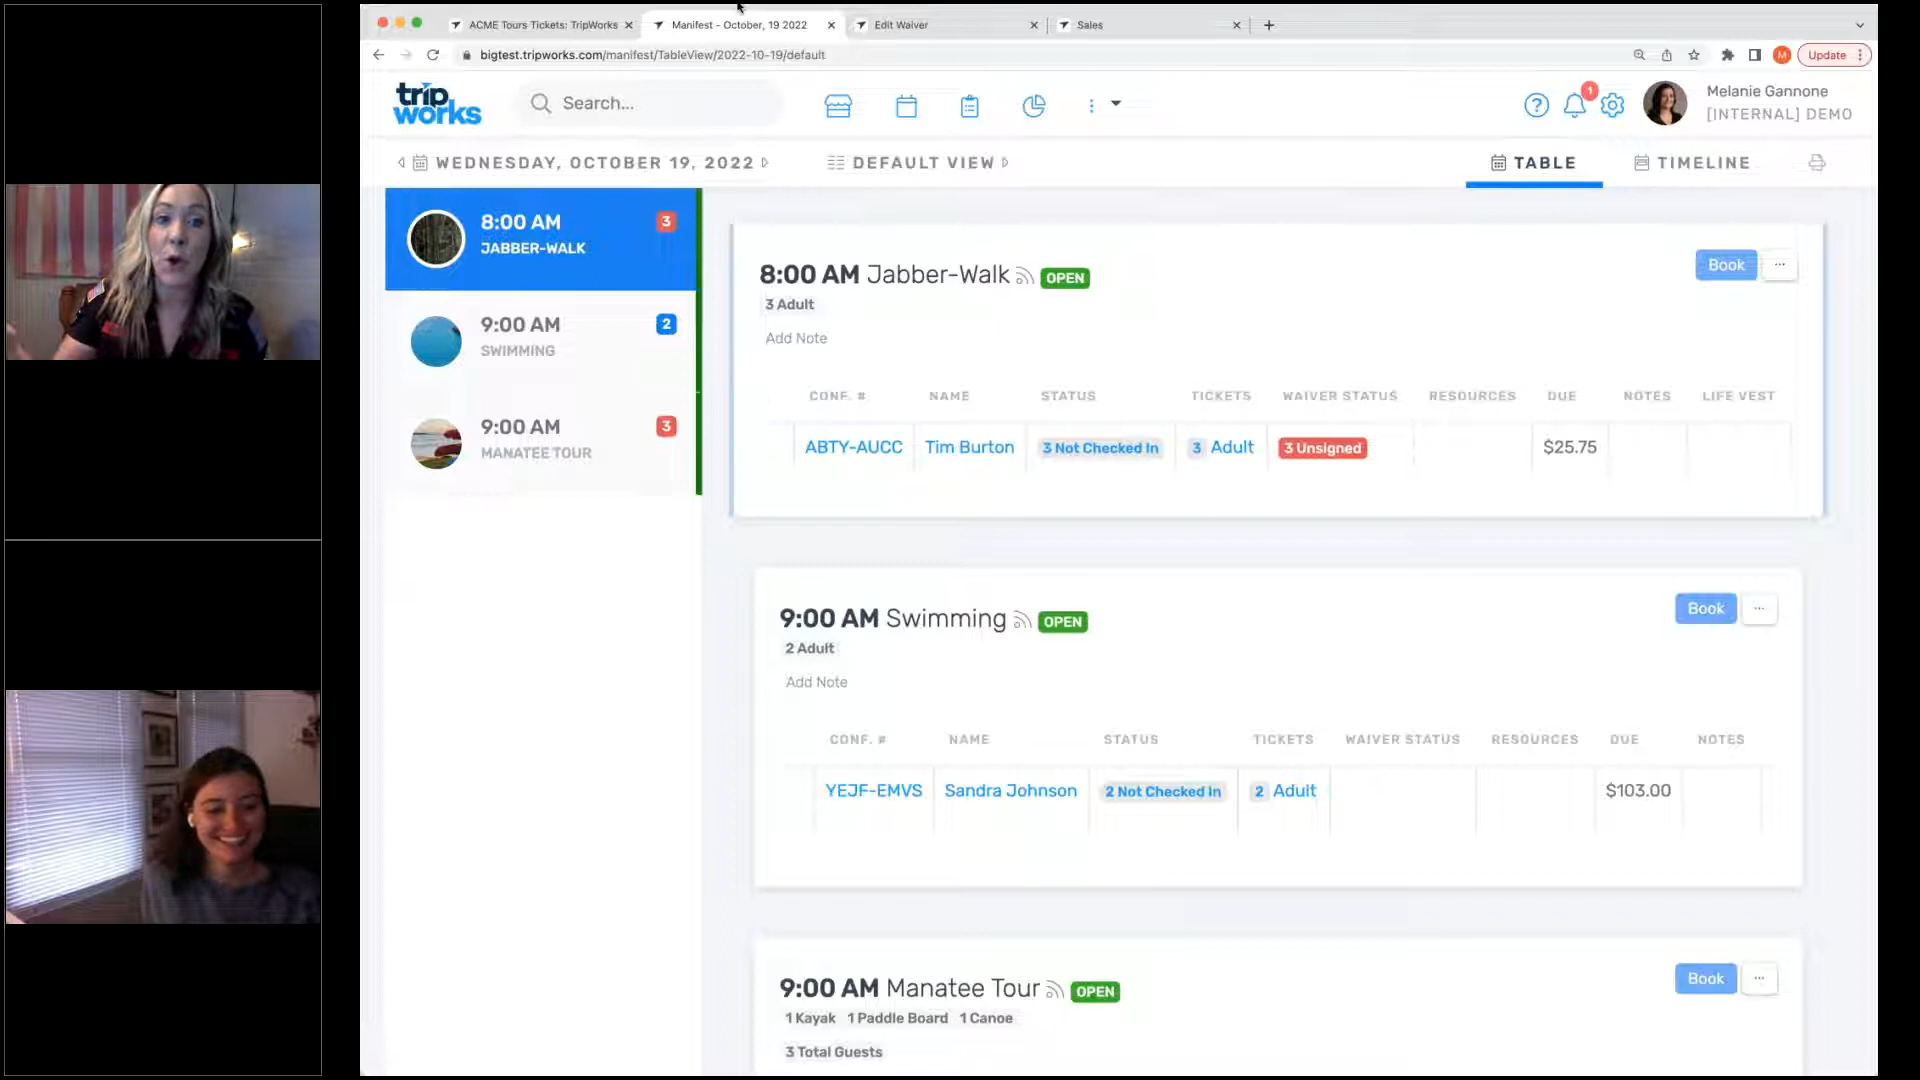 ACME Tours Tickets: TripWorks
Manifest - October, 19 2022
Edit Waiver
Sales
bigtest.tripworks.com/manifest/TableView/2022-10-19/default
M
Update
trip
works
Search...
1
Melanie Gannone
[INTERNAL] DEMO
WEDNESDAY, OCTOBER 19, 2022
DEFAULT VIEW
TABLE
TIMELINE
8:00 AM
3
JABBER-WALK
9:00 AM
2
SWIMMING
9:00 AM
3
MANATEE TOUR
8:00 AM Jabber-Walk OPEN
Book ...
3 Adult
Add Note
CONF. # NAME STATUS TICKETS WAIVER STATUS RESOURCES DUE NOTES LIFE VEST
ABTY-AUCC Tim Burton 3 Not Checked In 3 Adult 3 Unsigned $25.75
9:00 AM Swimming OPEN
Book ...
2 Adult
Add Note
CONF. # NAME STATUS TICKETS WAIVER STATUS RESOURCES DUE NOTES
YEJF-EMVS Sandra Johnson 2 Not Checked In 2 Adult $103.00
9:00 AM Manatee Tour OPEN
Book ...
1 Kayak 1 Paddle Board 1 Canoe
3 Total Guests